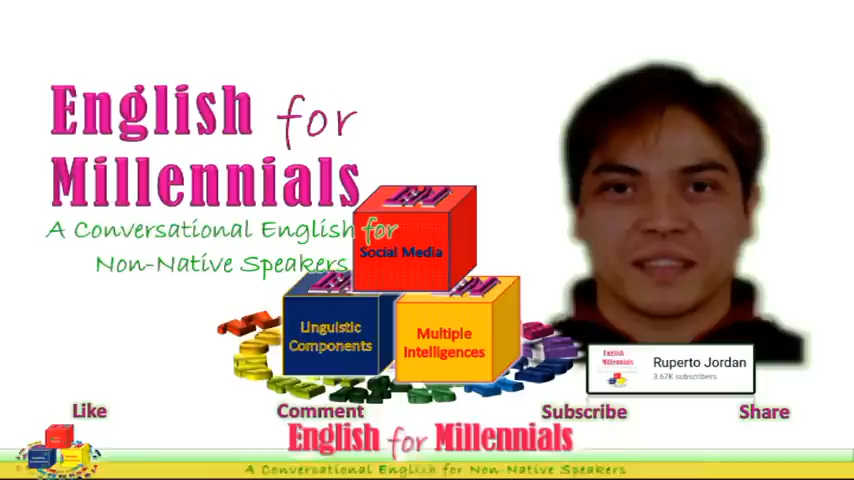 English for
Millennials
A Conversational English for
Non-Native Speakers
Social Media
Linguistic
Components
Multiple
Intelligences
English
Millennials
Ruperto Jordan
3.67K subscribers
Like
Comment
Subscribe
Share
English for Millennials
A Conversational English for Non-Native Speakers